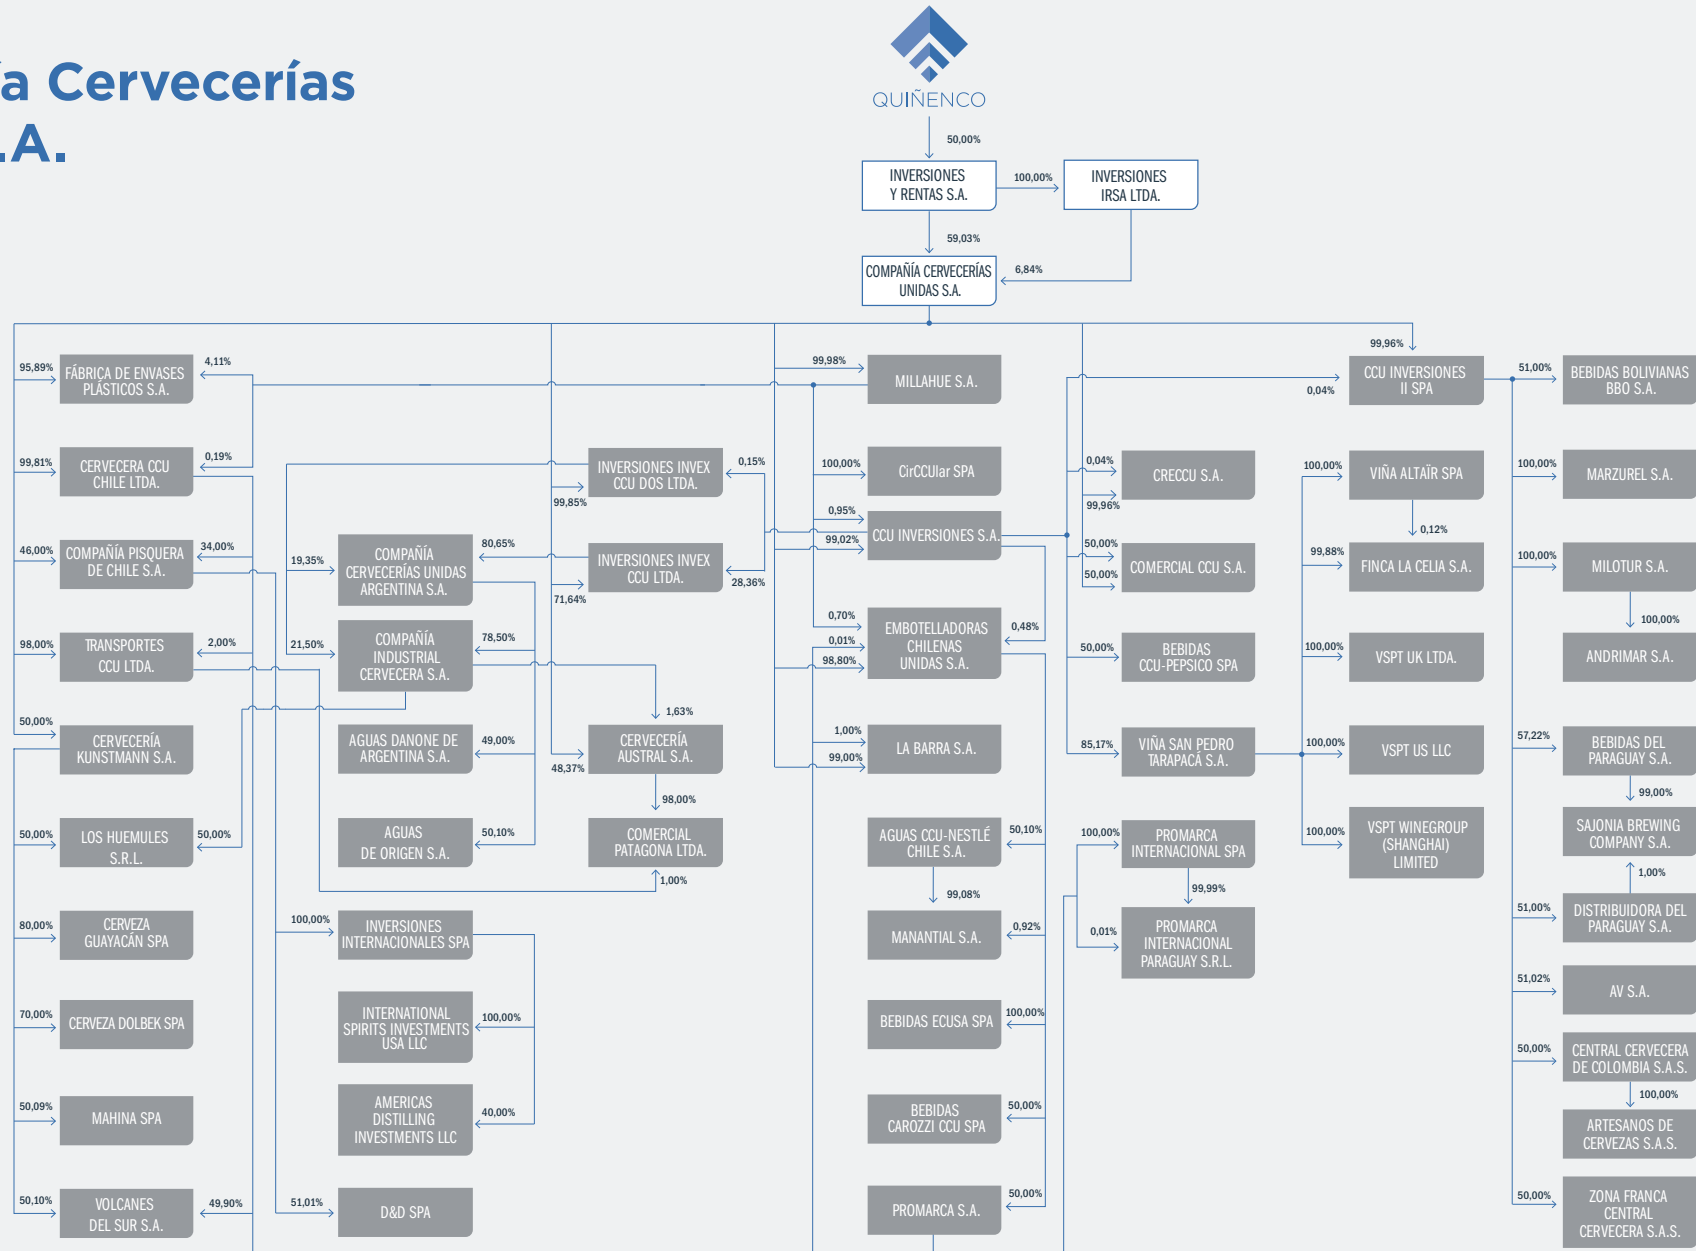 ía Cervecerías
.A.
QUIÑENCO
50,00%
INVERSIONES
Y RENTAS S.A.
100,00%
INVERSIONES
IRSA LTDA.
59,03%
COMPAÑÍA CERVECERÍAS
UNIDAS S.A.
6,84%
95,89%
FÁBRICA DE ENVASES
PLÁSTICOS S.A.
4,11%
99,81%
CERVECERA CCU
CHILE LTDA.
0,19%
46,00%
COMPAÑÍA PISQUERA
DE CHILE S.A.
34,00%
98,00%
TRANSPORTES
CCU LTDA.
2,00%
50,00%
CERVECERÍA
KUNSTMANN S.A.
50,00%
LOS HUEMULES
S.R.L.
50,00%
80,00%
CERVEZA
GUAYACÁN SPA
70,00%
CERVEZA DOLBEK SPA
50,09%
MAHINA SPA
50,10%
VOLCANES
DEL SUR S.A.
49,90%
19,35%
COMPAÑÍA
CERVECERÍAS UNIDAS
ARGENTINA S.A.
80,65%
21,50%
COMPAÑÍA
INDUSTRIAL
CERVECERA S.A.
78,50%
AGUAS DANONE DE
ARGENTINA S.A.
49,00%
AGUAS
DE ORIGEN S.A.
50,10%
100,00%
INVERSIONES
INTERNACIONALES SPA
INTERNATIONAL
SPIRITS INVESTMENTS
USA LLC
100,00%
AMERICAS
DISTILLING
INVESTMENTS LLC
40,00%
51,01%
D&D SPA
INVERSIONES INVEX
CCU DOS LTDA.
0,15%
99,85%
INVERSIONES INVEX
CCU LTDA.
28,36%
71,64%
1,63%
CERVECERÍA
AUSTRAL S.A.
48,37%
98,00%
COMERCIAL
PATAGONA LTDA.
1,00%
99,98%
MILLAHUE S.A.
100,00%
CirCCUlar SPA
0,95%
CCU INVERSIONES S.A.
99,02%
0,70%
0,01%
98,80%
EMBOTELLADORAS
CHILENAS
UNIDAS S.A.
0,48%
1,00%
LA BARRA S.A.
99,00%
AGUAS CCU-NESTLÉ
CHILE S.A.
50,10%
99,08%
MANANTIAL S.A.
0,92%
BEBIDAS ECUSA SPA
100,00%
BEBIDAS
CAROZZI CCU SPA
50,00%
PROMARCA S.A.
50,00%
0,04%
CRECCU S.A.
99,96%
50,00%
COMERCIAL CCU S.A.
50,00%
50,00%
BEBIDAS
CCU-PEPSICO SPA
85,17%
VIÑA SAN PEDRO
TARAPACÁ S.A.
100,00%
PROMARCA
INTERNACIONAL SPA
99,99%
0,01%
PROMARCA
INTERNACIONAL
PARAGUAY S.R.L.
99,96%
0,04%
CCU INVERSIONES
II SPA
100,00%
VIÑA ALTAÏR SPA
0,12%
99,88%
FINCA LA CELIA S.A.
100,00%
VSPT UK LTDA.
100,00%
VSPT US LLC
100,00%
VSPT WINEGROUP
(SHANGHAI)
LIMITED
51,00%
BEBIDAS BOLIVIANAS
BBO S.A.
100,00%
MARZUREL S.A.
100,00%
MILOTUR S.A.
100,00%
ANDRIMAR S.A.
57,22%
BEBIDAS DEL
PARAGUAY S.A.
99,00%
SAJONIA BREWING
COMPANY S.A.
1,00%
51,00%
DISTRIBUIDORA DEL
PARAGUAY S.A.
51,02%
AV S.A.
50,00%
CENTRAL CERVECERA
DE COLOMBIA S.A.S.
100,00%
ARTESANOS DE
CERVEZAS S.A.S.
50,00%
ZONA FRANCA
CENTRAL
CERVECERA S.A.S.